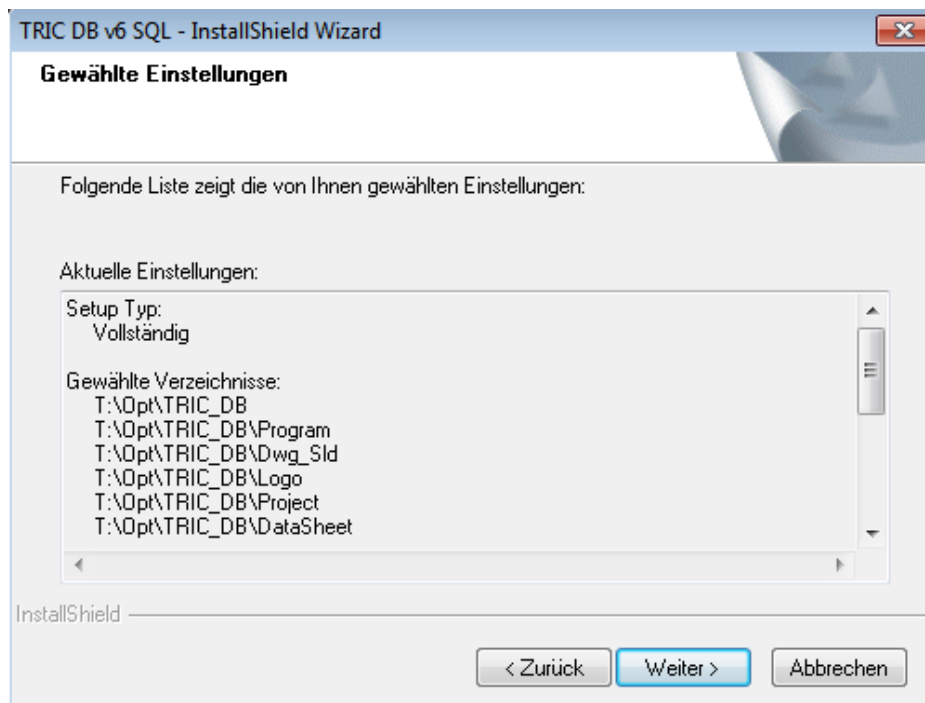 TRIC DB v6 SQL - InstallShield Wizard
Gewählte Einstellungen
Folgende Liste zeigt die von Ihnen gewählten Einstellungen:
Aktuelle Einstellungen:
Setup Typ:
Vollständig
Gewählte Verzeichnisse:
T:\Opt\TRIC_DB
T:\Opt\TRIC_DB\Program
T:\Opt\TRIC_DB\Dwg_Sld
T:\Opt\TRIC_DB\Logo
T:\Opt\TRIC_DB\Project
T:\Opt\TRIC_DB\DataSheet
InstallShield
< Zurück Weiter > Abbrechen